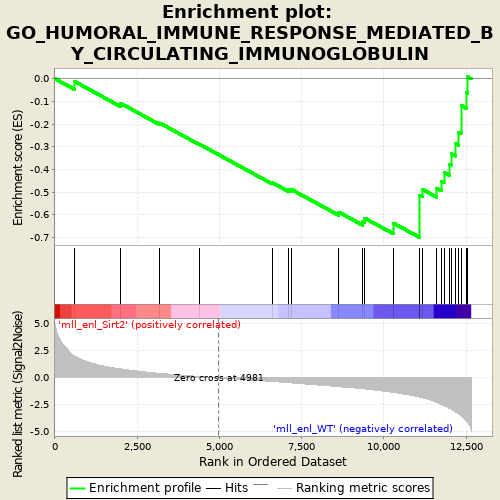 Enrichment plot:
GO_HUMORAL_IMMUNE_RESPONSE_MEDIATED_B
Y_CIRCULATING_IMMUNOGLOBULIN
Enrichment score (ES)
0.0
-0.1
-0.2
-0.3
-0.4
-0.5
-0.6
-0.7
Ranked list metric (Signal2Noise)
5.0
2.5
0.0
-2.5
-5.0
'mll_enl_Sirt2' (positively correlated)
Zero cross at 4981
'mll_enl_WT' (negatively correlated)
0
2,500
5,000
7,500
10,000
12,500
Rank in Ordered Dataset
Enrichment profile
Hits
Ranking metric scores